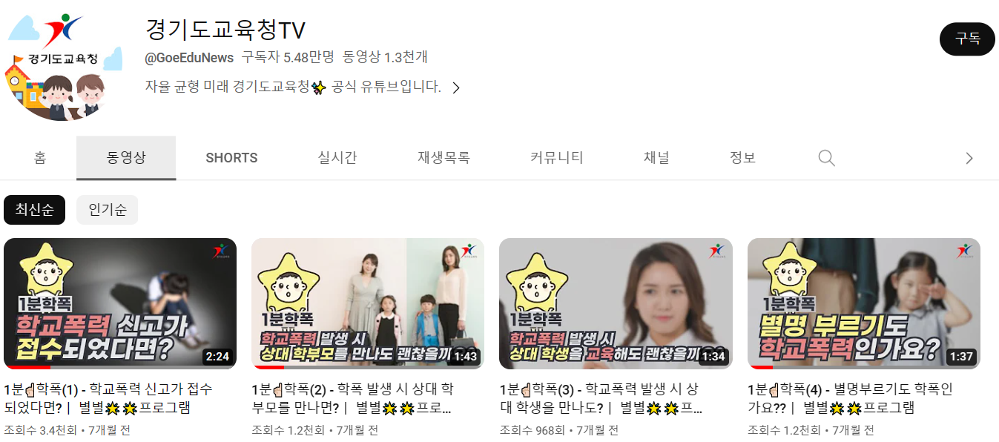 경기도교육청
경기도교육청TV
@GoeEduNews 구독자 5.48만명 동영상 1.3천개
자율 균형 미래 경기도교육청✨ 공식 유튜브입니다.
구독
홈 동영상 SHORTS 실시간 재생목록 커뮤니티 채널 정보
최신순 인기순
1분학폭
학교폭력 신고가
접수되었다면?
2:24
1분학폭
학교폭력 발생 시
상대 학부모를 만나도 괜찮을까
1:43
1분학폭
학교폭력 발생 시
상대 학생을 교육해도 괜찮을까
1:34
1분학폭
별명 부르기도
학교폭력인가요?
1:37
1분☝학폭(1) - 학교폭력 신고가 접수
되었다면?ㅣ 별별🌟🌟프로그램
조회수 3.4천회 • 7개월 전
1분☝학폭(2) - 학폭 발생 시 상대 학
부모를 만나면?ㅣ 별별🌟🌟프로...
조회수 1.2천회 • 7개월 전
1분☝학폭(3) - 학교폭력 발생 시 상
대 학생을 만나도?ㅣ 별별🌟🌟프...
조회수 968회 • 7개월 전
1분☝학폭(4) - 별명부르기도 학폭인
가요??ㅣ 별별🌟🌟프로그램
조회수 1.2천회 • 7개월 전